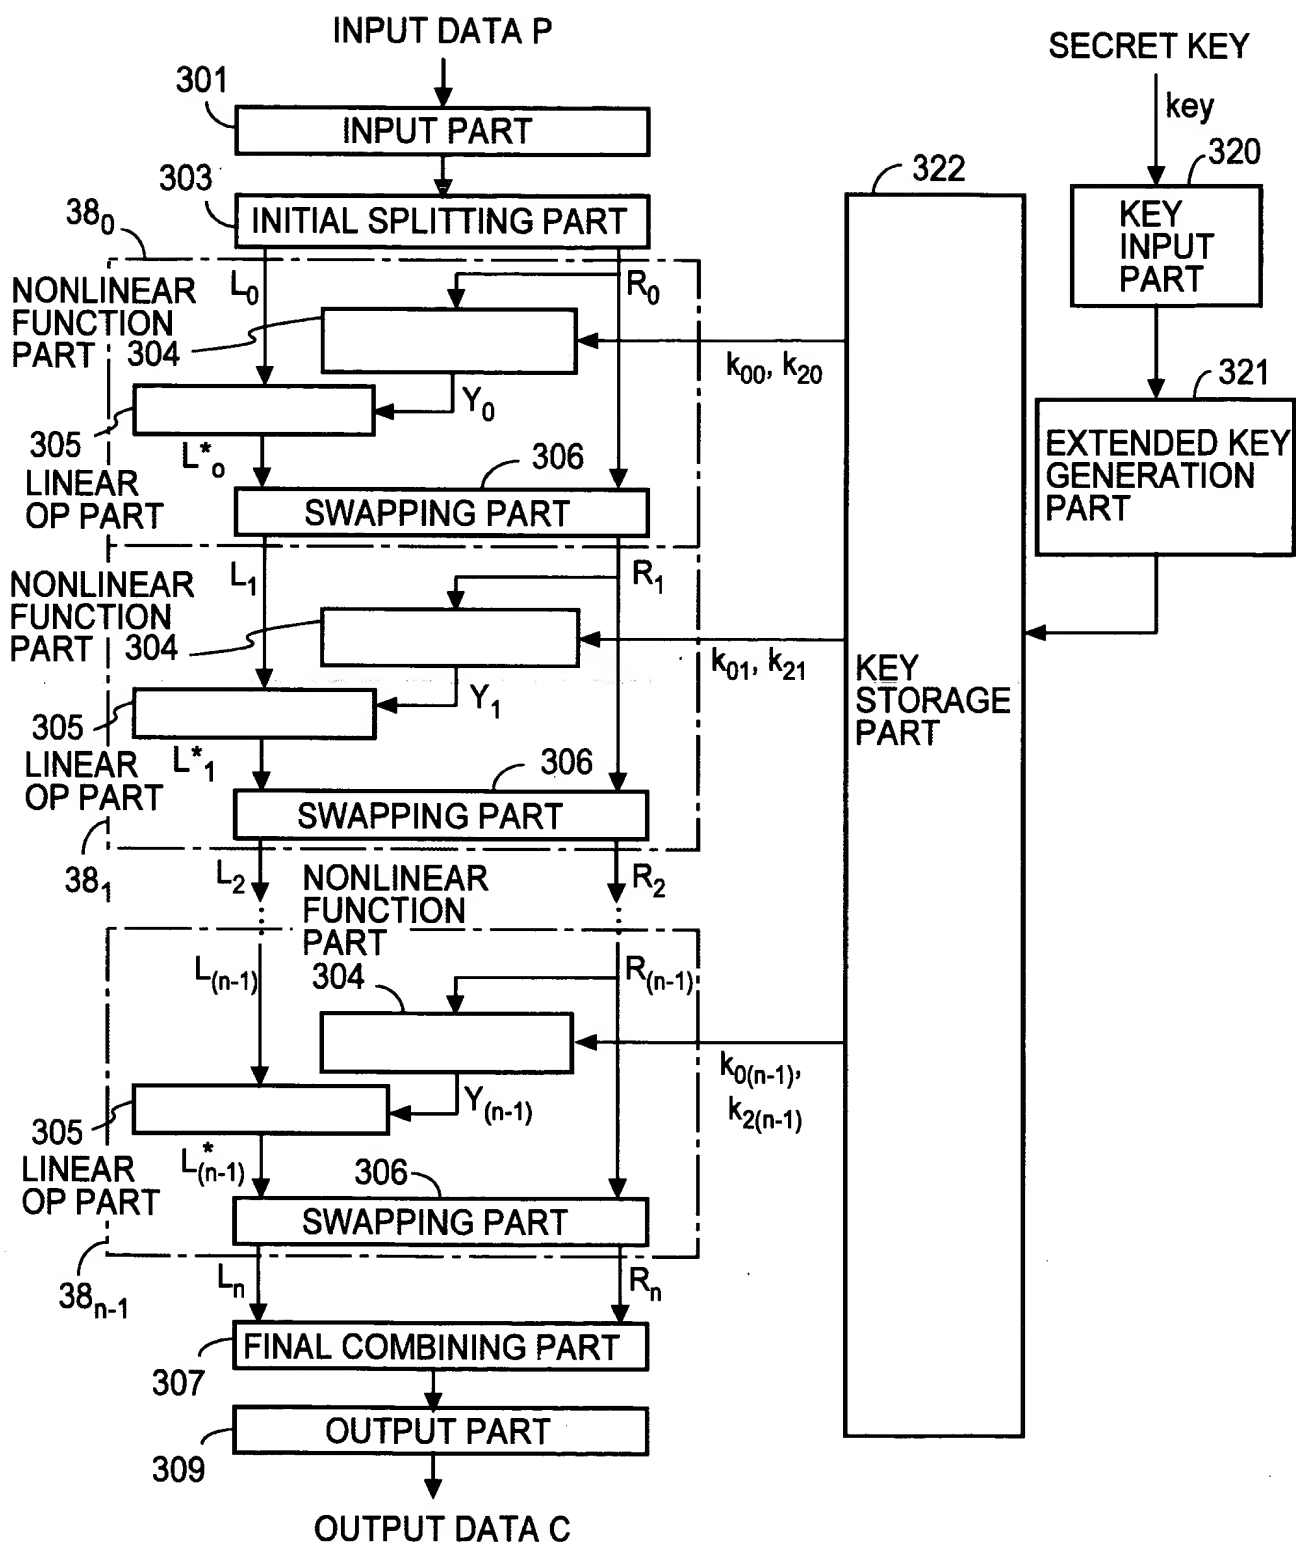 INPUT DATA P
301
INPUT PART
303
INITIAL SPLITTING PART
38₀
L₀
R₀
NONLINEAR
FUNCTION
PART 304
k₀₀, k₂₀
Y₀
305
LINEAR
OP PART
L*ₒ
306
SWAPPING PART
L₁
R₁
NONLINEAR
FUNCTION
PART 304
k₀₁, k₂₁
Y₁
305
LINEAR
OP PART
L*₁
306
SWAPPING PART
38₁
L₂
R₂
NONLINEAR
FUNCTION
PART
304
L₍ₙ₋₁₎
R₍ₙ₋₁₎
k₀₍ₙ₋₁₎,
k₂₍ₙ₋₁₎
Y₍ₙ₋₁₎
305
LINEAR
OP PART
L*₍ₙ₋₁₎
306
SWAPPING PART
38ₙ₋₁
Lₙ
Rₙ
FINAL COMBINING PART
307
OUTPUT PART
309
OUTPUT DATA C
SECRET KEY
key
320
KEY
INPUT
PART
321
EXTENDED KEY
GENERATION
PART
322
KEY
STORAGE
PART